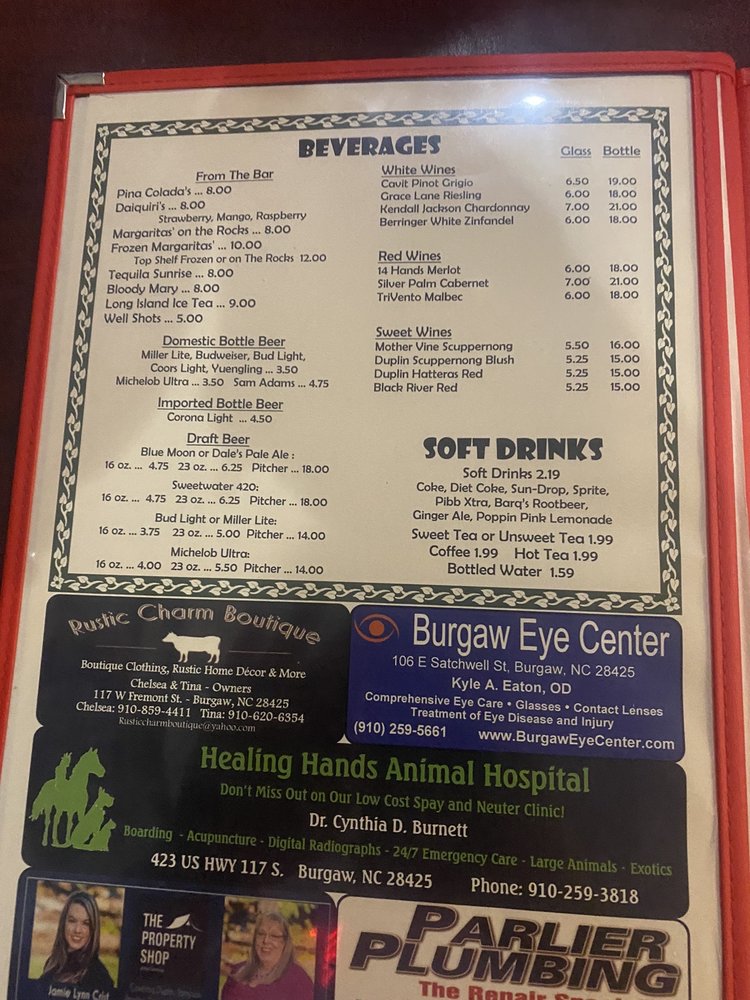 BEVERAGES
From The Bar
Pina Colada's ... 8.00
Daiquiri's ... 8.00
Strawberry, Mango, Raspberry
Margaritas' on the Rocks ... 8.00
Frozen Margaritas' ... 10.00
Top Shelf Frozen or on The Rocks 12.00
Tequila Sunrise ... 8.00
Bloody Mary ... 8.00
Long Island Ice Tea ... 9.00
Well Shots ... 5.00
Domestic Bottle Beer
Miller Lite, Budweiser, Bud Light,
Coors Light, Yuengling ... 3.50
Michelob Ultra ... 3.50 Sam Adams ... 4.75
Imported Bottle Beer
Corona Light ... 4.50
Draft Beer
Blue Moon or Dale's Pale Ale :
16 oz. ... 4.75 23 oz. ... 6.25 Pitcher ... 18.00
Sweetwater 420:
16 oz. ... 4.75 23 oz. ... 6.25 Pitcher ... 18.00
Bud Light or Miller Lite:
16 oz. ... 3.75 23 oz. ... 5.00 Pitcher ... 14.00
Michelob Ultra:
16 oz. ... 4.00 23 oz. ... 5.50 Pitcher ... 14.00
Glass Bottle
White Wines
Cavit Pinot Grigio 6.50 19.00
Grace Lane Riesling 6.00 18.00
Kendall Jackson Chardonnay 7.00 21.00
Berringer White Zinfandel 6.00 18.00
Red Wines
14 Hands Merlot 6.00 18.00
Silver Palm Cabernet 7.00 21.00
TriVento Malbec 6.00 18.00
Sweet Wines
Mother Vine Scuppernong 5.50 16.00
Duplin Scuppernong Blush 5.25 15.00
Duplin Hatteras Red 5.25 15.00
Black River Red 5.25 15.00
SOFT DRINKS
Soft Drinks 2.19
Coke, Diet Coke, Sun-Drop, Sprite,
Pibb Xtra, Barq's Rootbeer,
Ginger Ale, Poppin Pink Lemonade
Sweet Tea or Unsweet Tea 1.99
Coffee 1.99 Hot Tea 1.99
Bottled Water 1.59
Rustic Charm Boutique
Boutique Clothing, Rustic Home Décor & More
Chelsea & Tina - Owners
117 W Fremont St. - Burgaw, NC 28425
Chelsea: 910-859-4411 Tina: 910-620-6354
Rusticcharmboutique@yahoo.com
Burgaw Eye Center
106 E Satchwell St, Burgaw, NC 28425
Kyle A. Eaton, OD
Comprehensive Eye Care • Glasses • Contact Lenses
Treatment of Eye Disease and Injury
(910) 259-5661 www.BurgawEyeCenter.com
Healing Hands Animal Hospital
Don't Miss Out on Our Low Cost Spay and Neuter Clinic!
Dr. Cynthia D. Burnett
Boarding - Acupuncture - Digital Radiographs - 24/7 Emergency Care - Large Animals - Exotics
423 US HWY 117 S. Burgaw, NC 28425 Phone: 910-259-3818
THE
PROPERTY
SHOP
Jamie Lynn
PARLIER
PLUMBING
The Repair